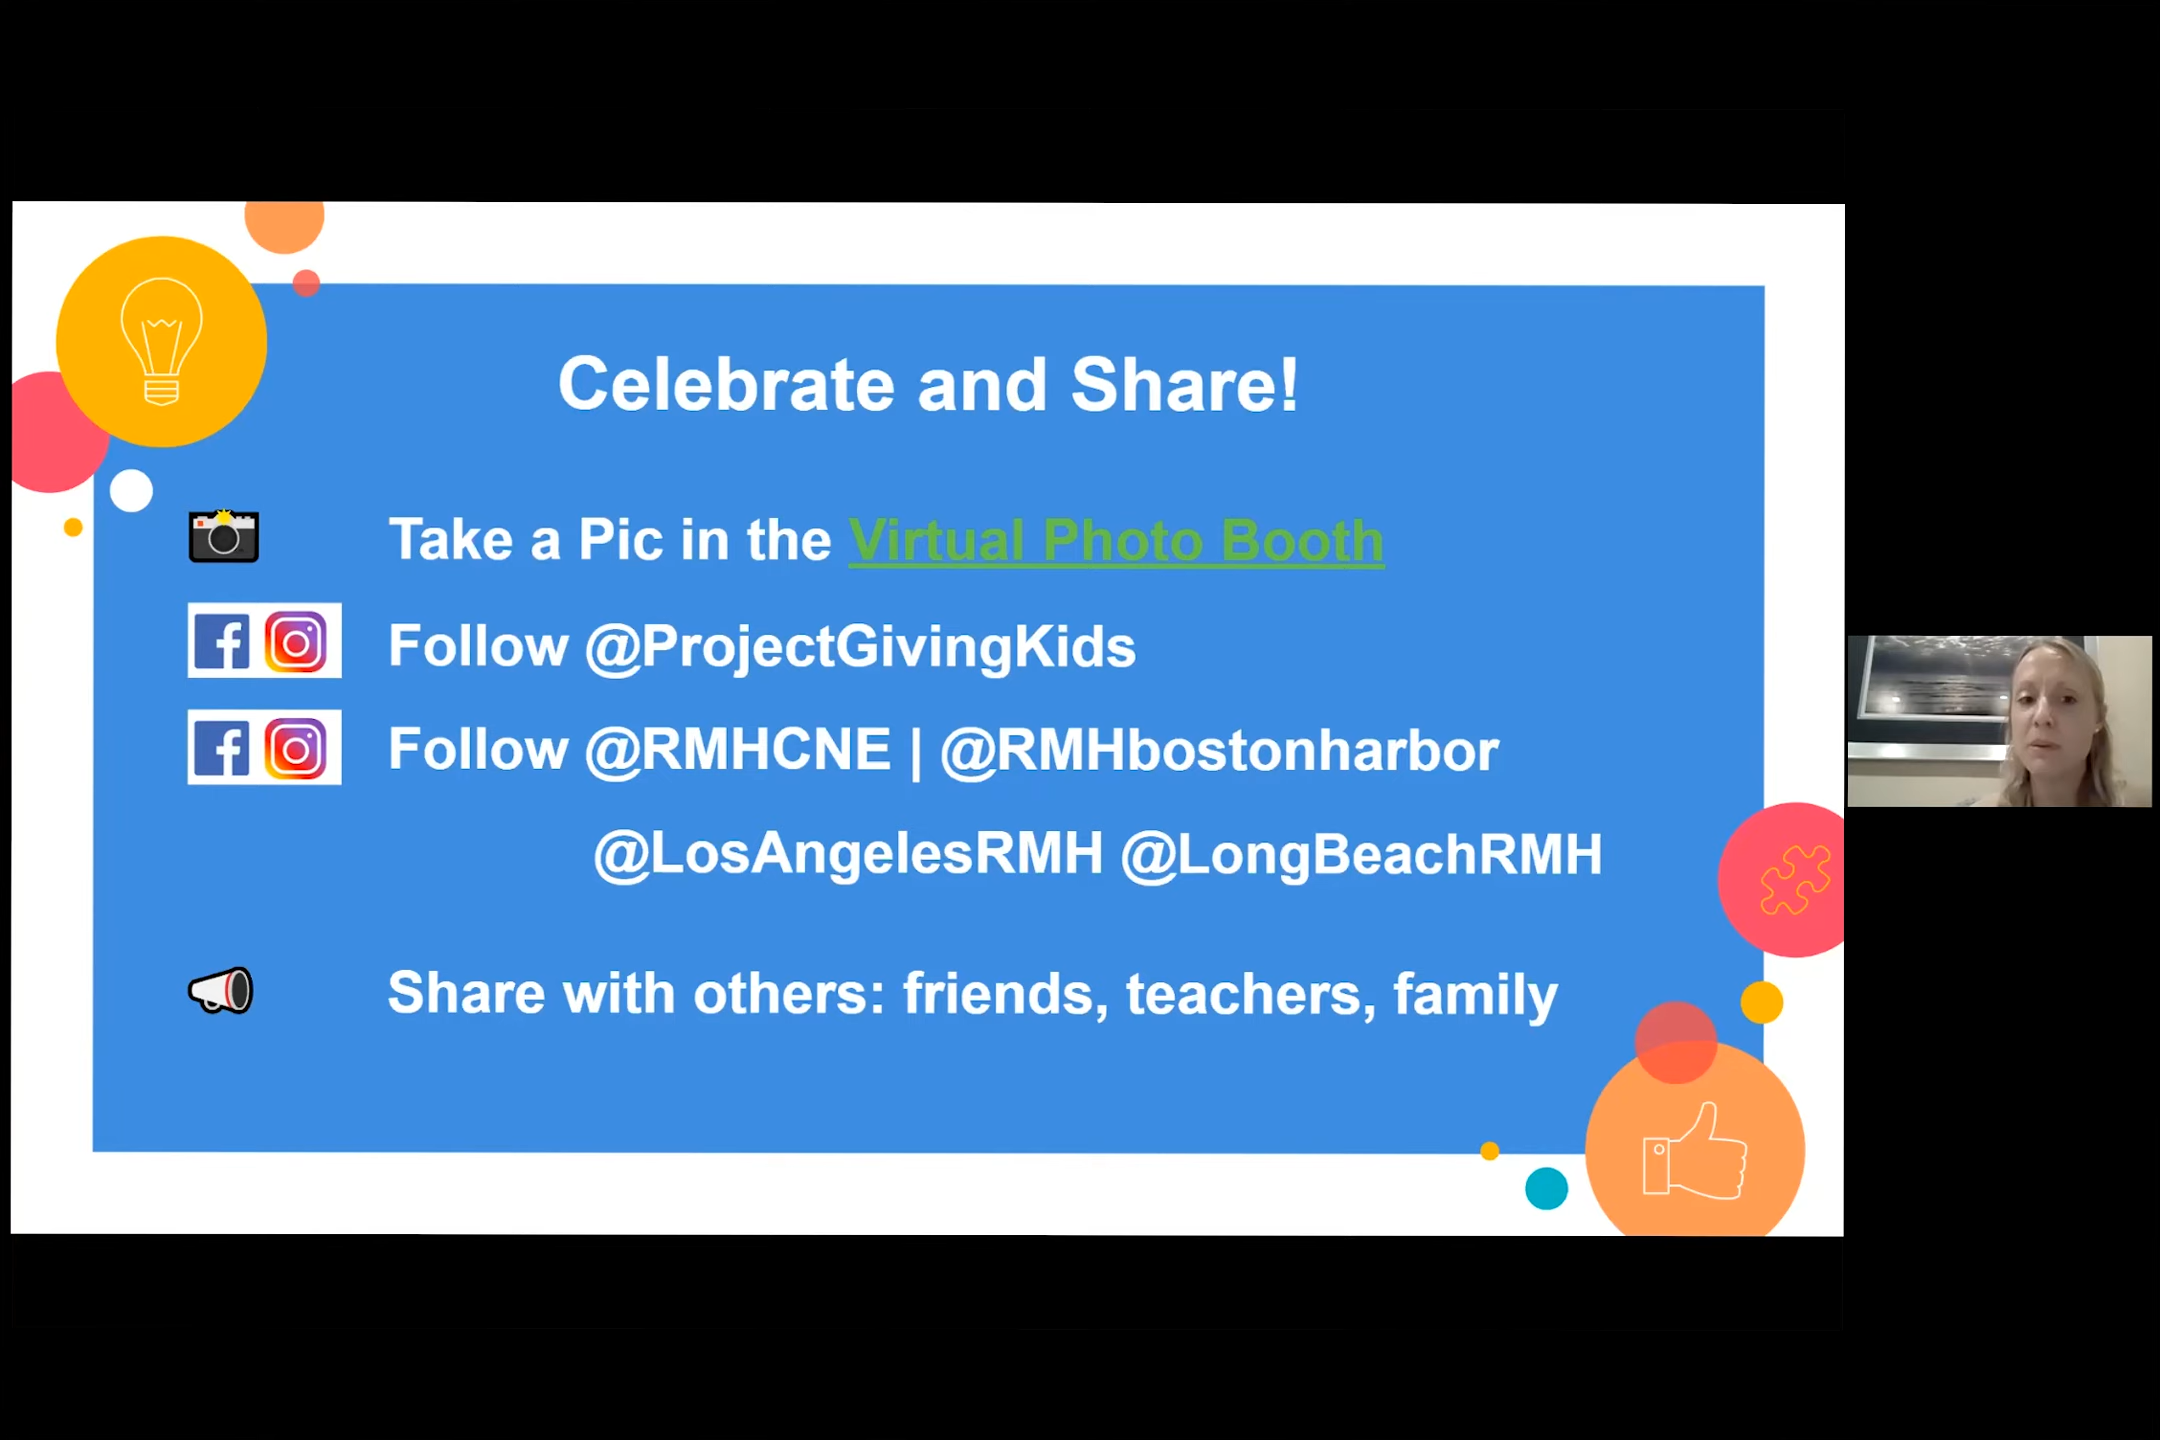 Celebrate and Share!
Take a Pic in the Virtual Photo Booth
Follow @ProjectGivingKids
Follow @RMHCNE | @RMHbostonharbor
@LosAngelesRMH @LongBeachRMH
Share with others: friends, teachers, family